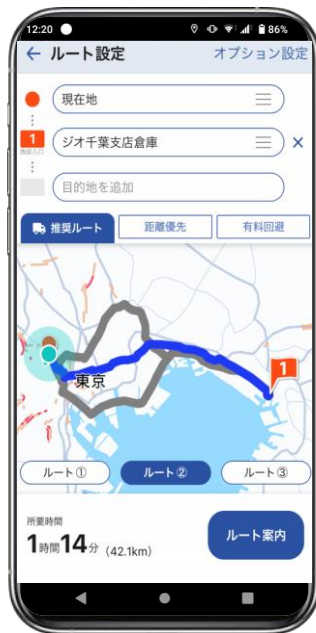 12:20
86%
← ルート設定
オプション設定
現在地
1
施設入口
ジオ千葉支店倉庫
×
目的地を追加
推奨ルート
距離優先
有料回避
東京
1
ルート①
ルート②
ルート③
所要時間
1時間14分 (42.1km)
ルート案内